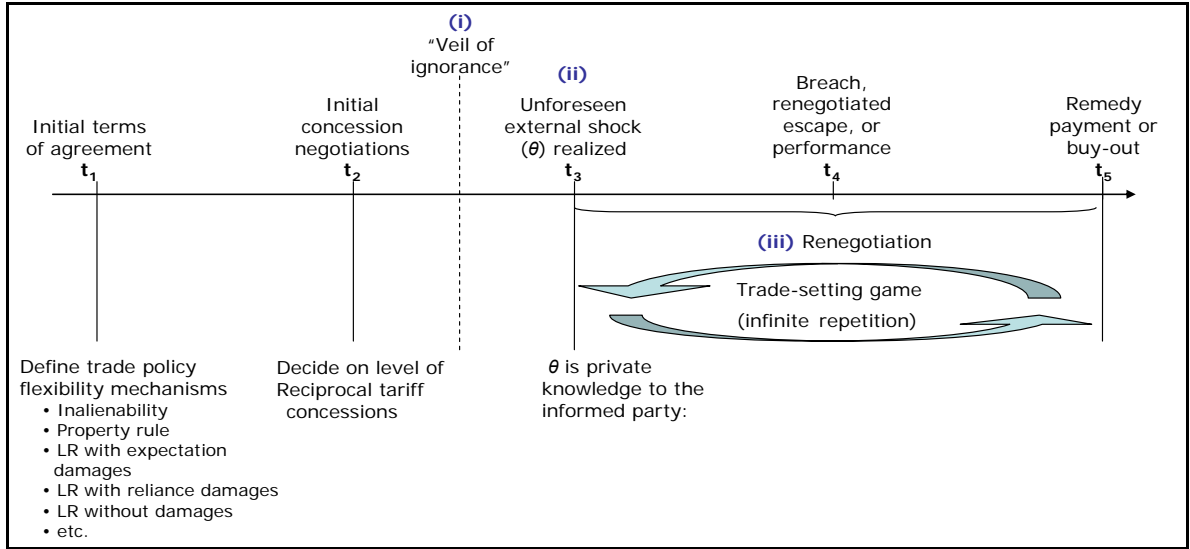 (i)
"Veil of
ignorance"
(ii)
Initial terms
of agreement
t1
Initial
concession
negotiations
t2
Unforeseen
external shock
(θ) realized
t3
Breach,
renegotiated
escape, or
performance
t4
Remedy
payment or
buy-out
t5
(iii) Renegotiation
Trade-setting game
(infinite repetition)
Define trade policy
flexibility mechanisms
• Inalienability
• Property rule
• LR with expectation
damages
• LR with reliance damages
• LR without damages
• etc.
Decide on level of
Reciprocal tariff
concessions
θ is private
knowledge to the
informed party: